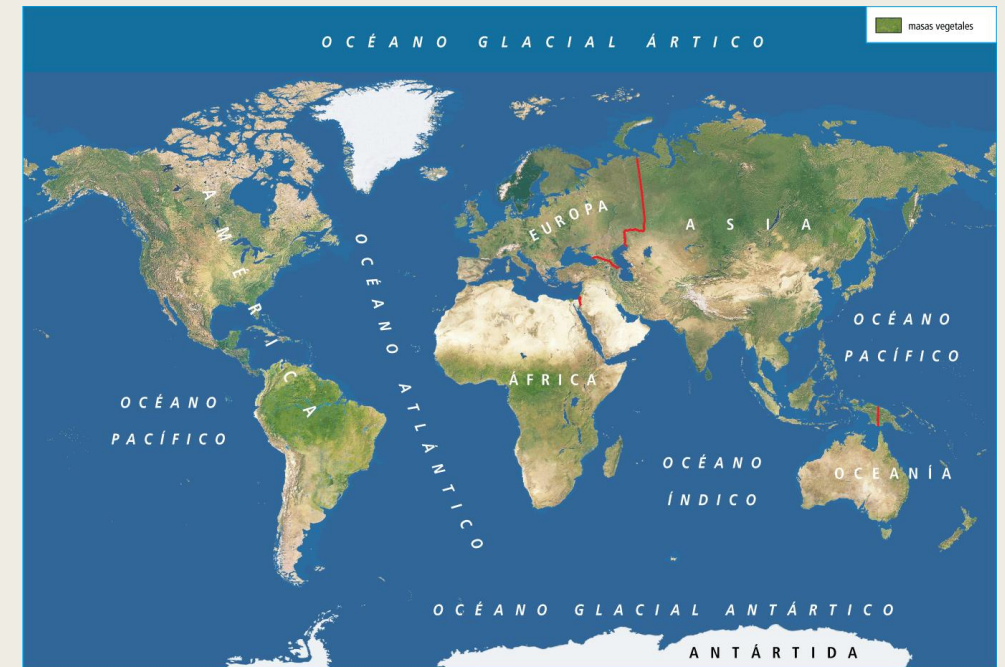 masas vegetales
OCÉANO GLACIAL ÁRTICO
AMÉRICA
EUROPA
ASIA
OCÉANO ATLÁNTICO
OCÉANO
PACÍFICO
ÁFRICA
OCÉANO
PACÍFICO
OCÉANO
ÍNDICO
OCEANÍA
OCÉANO GLACIAL ANTÁRTICO
ANTÁRTIDA